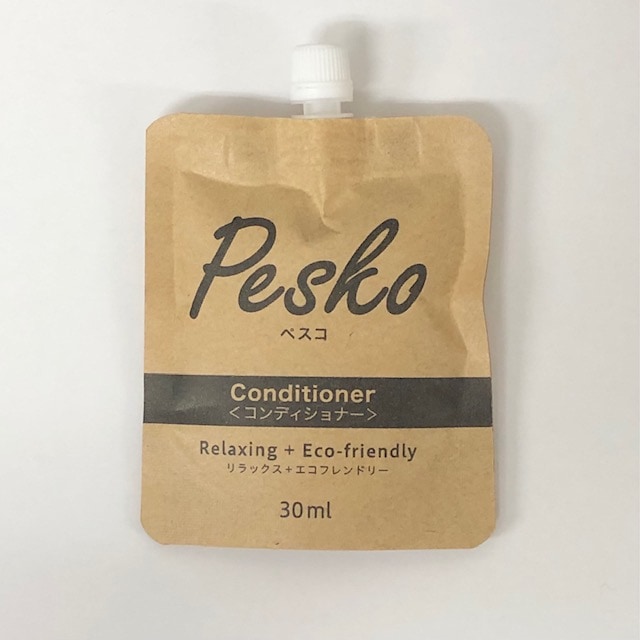 Pesko
ペスコ
Conditioner
<コンディショナー>
Relaxing + Eco-friendly
リラックス+エコフレンドリー
30ml